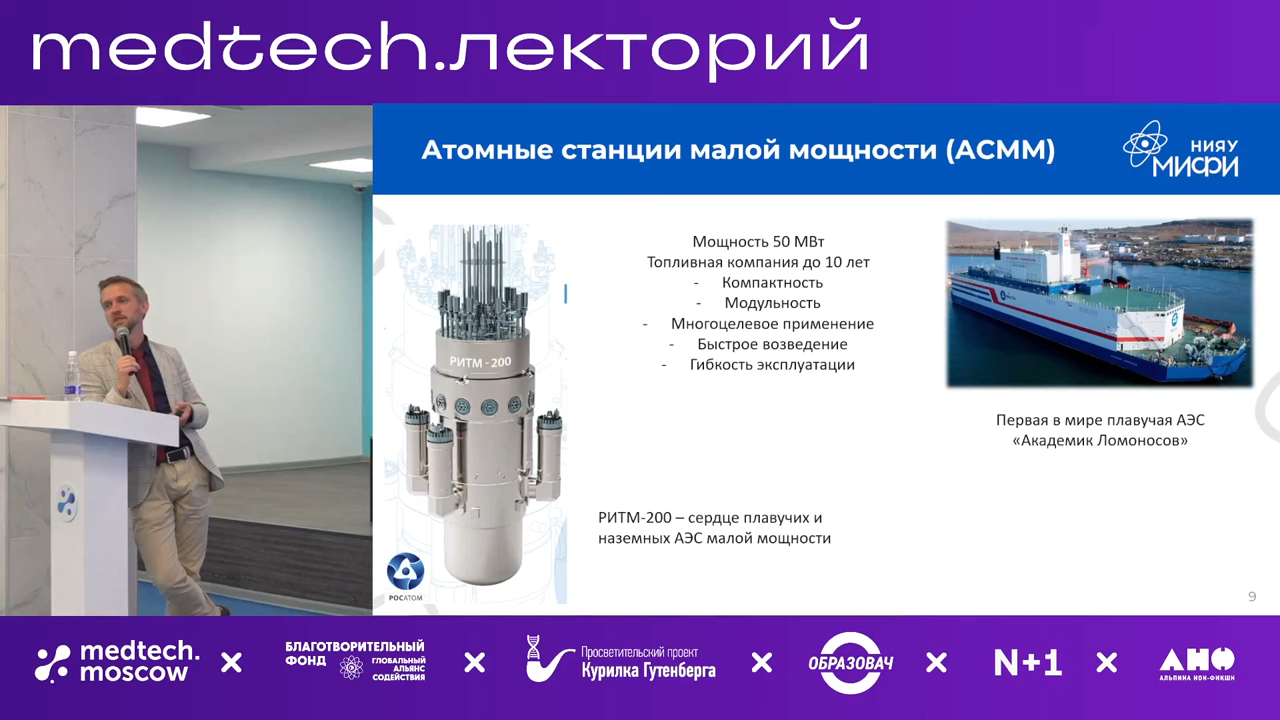 medtech.лекторий
Атомные станции малой мощности (АСММ)
НИЯУ
МИФИ
Мощность 50 МВт
Топливная компания до 10 лет
- Компактность
- Модульность
- Многоцелевое применение
- Быстрое возведение
- Гибкость эксплуатации
РИТМ-200
Первая в мире плавучая АЭС
«Академик Ломоносов»
РИТМ-200 – сердце плавучих и
наземных АЭС малой мощности
РОСАТОМ
9
medtech.
moscow
БЛАГОТВОРИТЕЛЬНЫЙ
ФОНД
ГЛОБАЛЬНЫЙ
АЛЬЯНС
СОДЕЙСТВИЯ
Просветительский проект
Курилка Гутенберга
ОБРАЗОВАЧ
N+1
АНФ
АЛЬПИНА НОН-ФИКШН